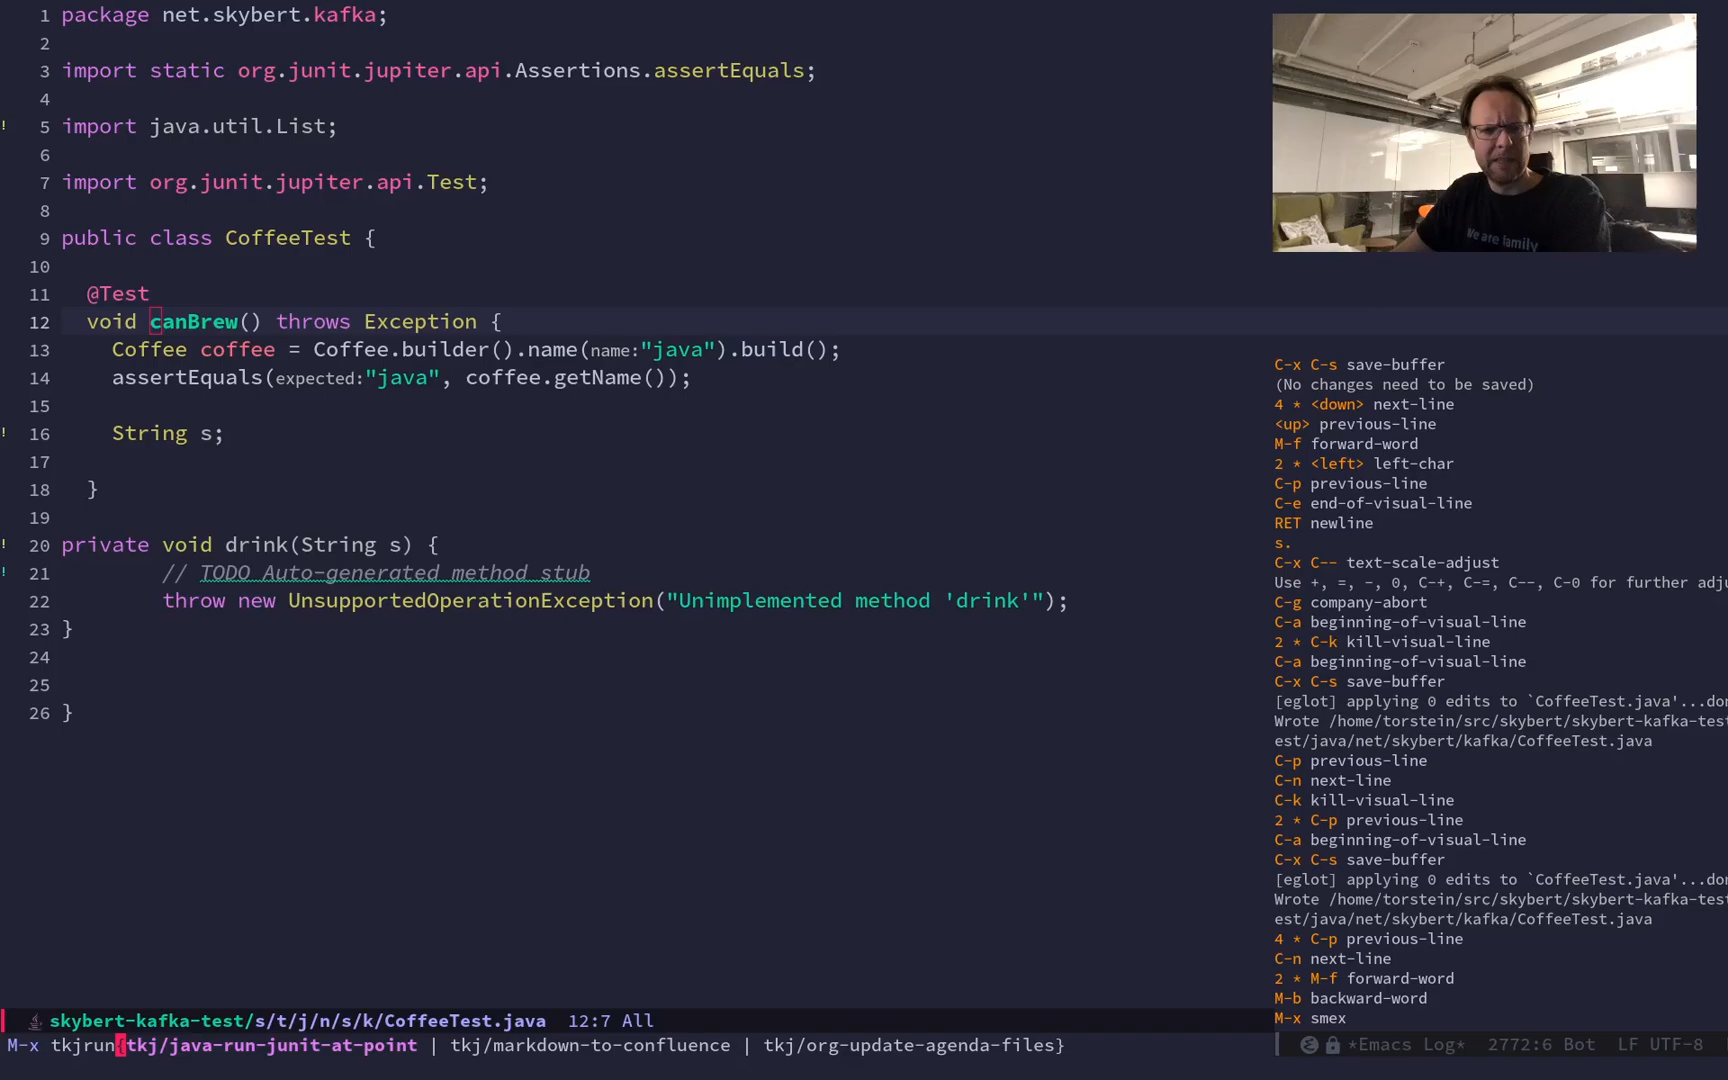 1 package net.skybert.kafka;
2
3 import static org.junit.jupiter.api.Assertions.assertEquals;
4
! 5 import java.util.List;
6
7 import org.junit.jupiter.api.Test;
8
9 public class CoffeeTest {
10
11 @Test
12 void canBrew() throws Exception {
13 Coffee coffee = Coffee.builder().name(name:"java").build();
14 assertEquals(expected:"java", coffee.getName());
15
! 16 String s;
17
18 }
19
! 20 private void drink(String s) {
! 21 // TODO Auto-generated method stub
22 throw new UnsupportedOperationException("Unimplemented method 'drink'");
23 }
24
25
26 }
skybert-kafka-test/s/t/j/n/s/k/CoffeeTest.java 12:7 All
M-x tkjrun{tkj/java-run-junit-at-point | tkj/markdown-to-confluence | tkj/org-update-agenda-files}
We are family
C-x C-s save-buffer
(No changes need to be saved)
4 * <down> next-line
<up> previous-line
M-f forward-word
2 * <left> left-char
C-p previous-line
C-e end-of-visual-line
RET newline
s.
C-x C-- text-scale-adjust
Use +, =, -, 0, C-+, C-=, C--, C-0 for further adju
C-g company-abort
C-a beginning-of-visual-line
2 * C-k kill-visual-line
C-a beginning-of-visual-line
C-x C-s save-buffer
[eglot] applying 0 edits to `CoffeeTest.java'...don
Wrote /home/torstein/src/skybert/skybert-kafka-test
est/java/net/skybert/kafka/CoffeeTest.java
C-p previous-line
C-n next-line
C-k kill-visual-line
2 * C-p previous-line
C-a beginning-of-visual-line
C-x C-s save-buffer
[eglot] applying 0 edits to `CoffeeTest.java'...don
Wrote /home/torstein/src/skybert/skybert-kafka-test
est/java/net/skybert/kafka/CoffeeTest.java
4 * C-p previous-line
C-n next-line
2 * M-f forward-word
M-b backward-word
M-x smex
*Emacs Log* 2772:6 Bot LF UTF-8